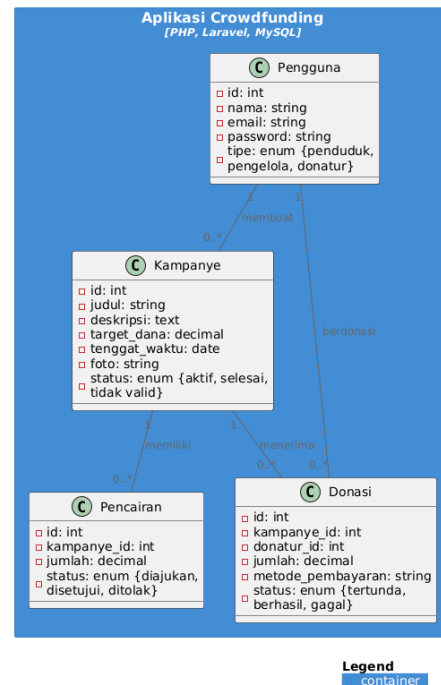 Aplikasi Crowdfunding
[PHP, Laravel, MySQL]
C Pengguna
id: int
nama: string
email: string
password: string
tipe: enum {penduduk,
pengelola, donatur}
1
1
membuat
0..*
C Kampanye
id: int
judul: string
deskripsi: text
target_dana: decimal
tenggat_waktu: date
foto: string
status: enum {aktif, selesai,
tidak valid}
berdonasi
1
1
memiliki
menerima
0..*
0..*
0..*
C Pencairan
id: int
kampanye_id: int
jumlah: decimal
status: enum {diajukan,
disetujui, ditolak}
C Donasi
id: int
kampanye_id: int
donatur_id: int
jumlah: decimal
metode_pembayaran: string
status: enum {tertunda,
berhasil, gagal}
Legend
container